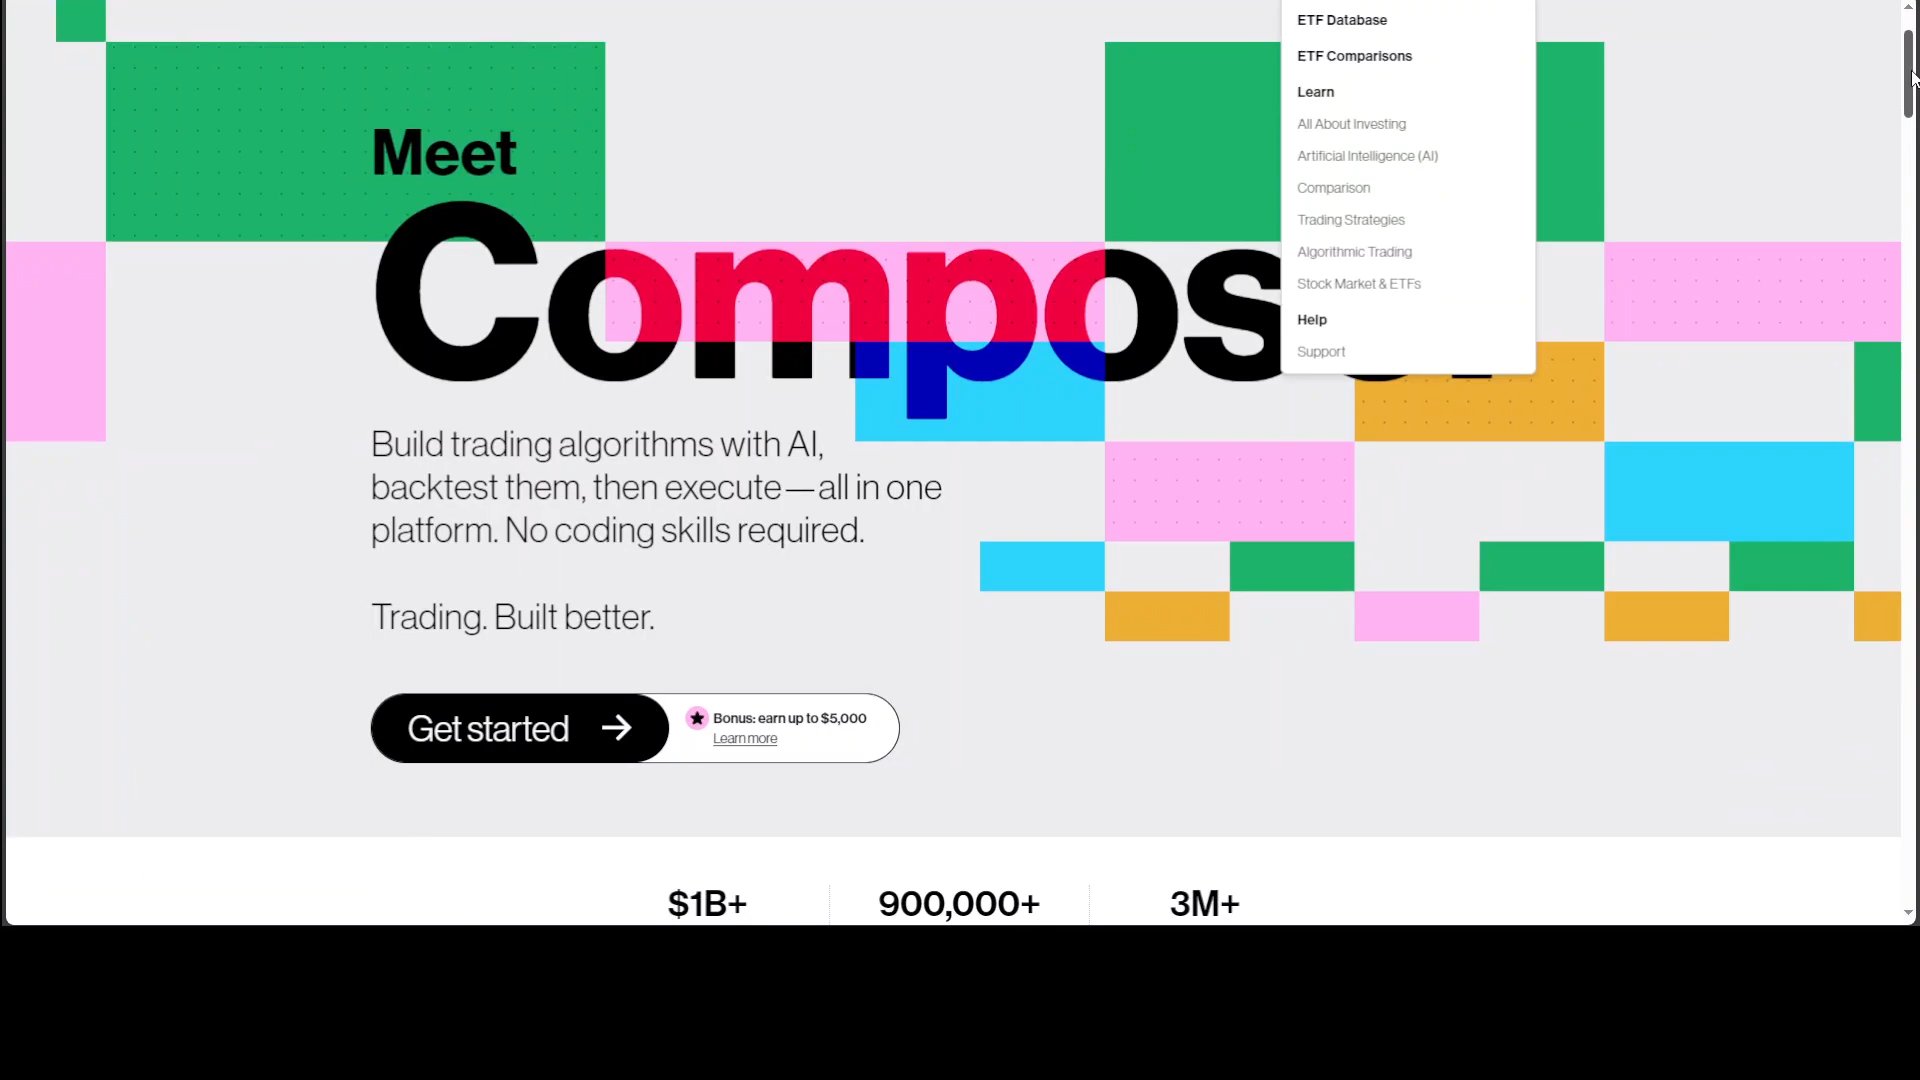 ETF Database
ETF Comparisons
Learn
All About Investing
Artificial Intelligence (AI)
Comparison
Trading Strategies
Algorithmic Trading
Stock Market & ETFs
Help
Support
Meet
Compos
Build trading algorithms with AI,
backtest them, then execute—all in one
platform. No coding skills required.
Trading. Built better.
Get started →
Bonus: earn up to $5,000
Learn more
$1B+
900,000+
3M+